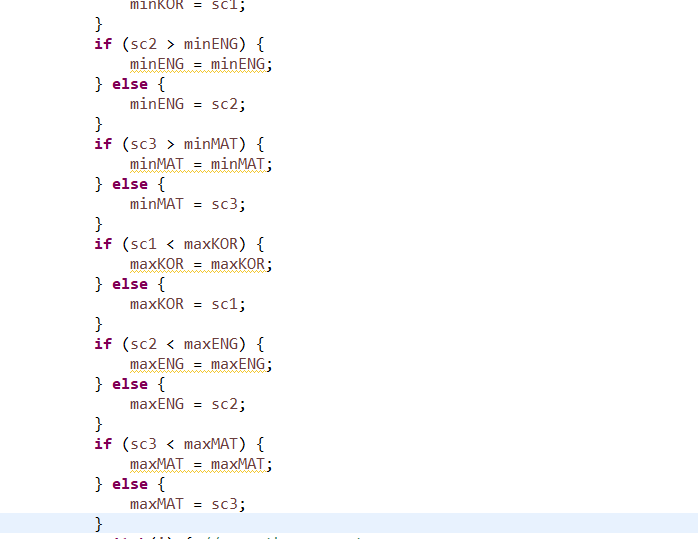 minKOR = sc1;
}
if (sc2 > minENG) {
minENG = minENG;
} else {
minENG = sc2;
}
if (sc3 > minMAT) {
minMAT = minMAT;
} else {
minMAT = sc3;
}
if (sc1 < maxKOR) {
maxKOR = maxKOR;
} else {
maxKOR = sc1;
}
if (sc2 < maxENG) {
maxENG = maxENG;
} else {
maxENG = sc2;
}
if (sc3 < maxMAT) {
maxMAT = maxMAT;
} else {
maxMAT = sc3;
}